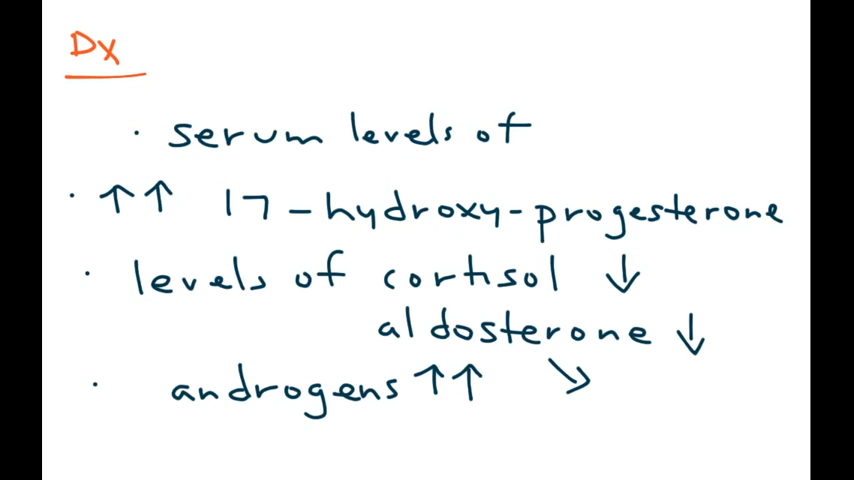 Dx
· serum levels of
· ↑↑ 17-hydroxy-progesterone
· levels of cortisol ↓
aldosterone ↓
· androgens ↑↑ ↘